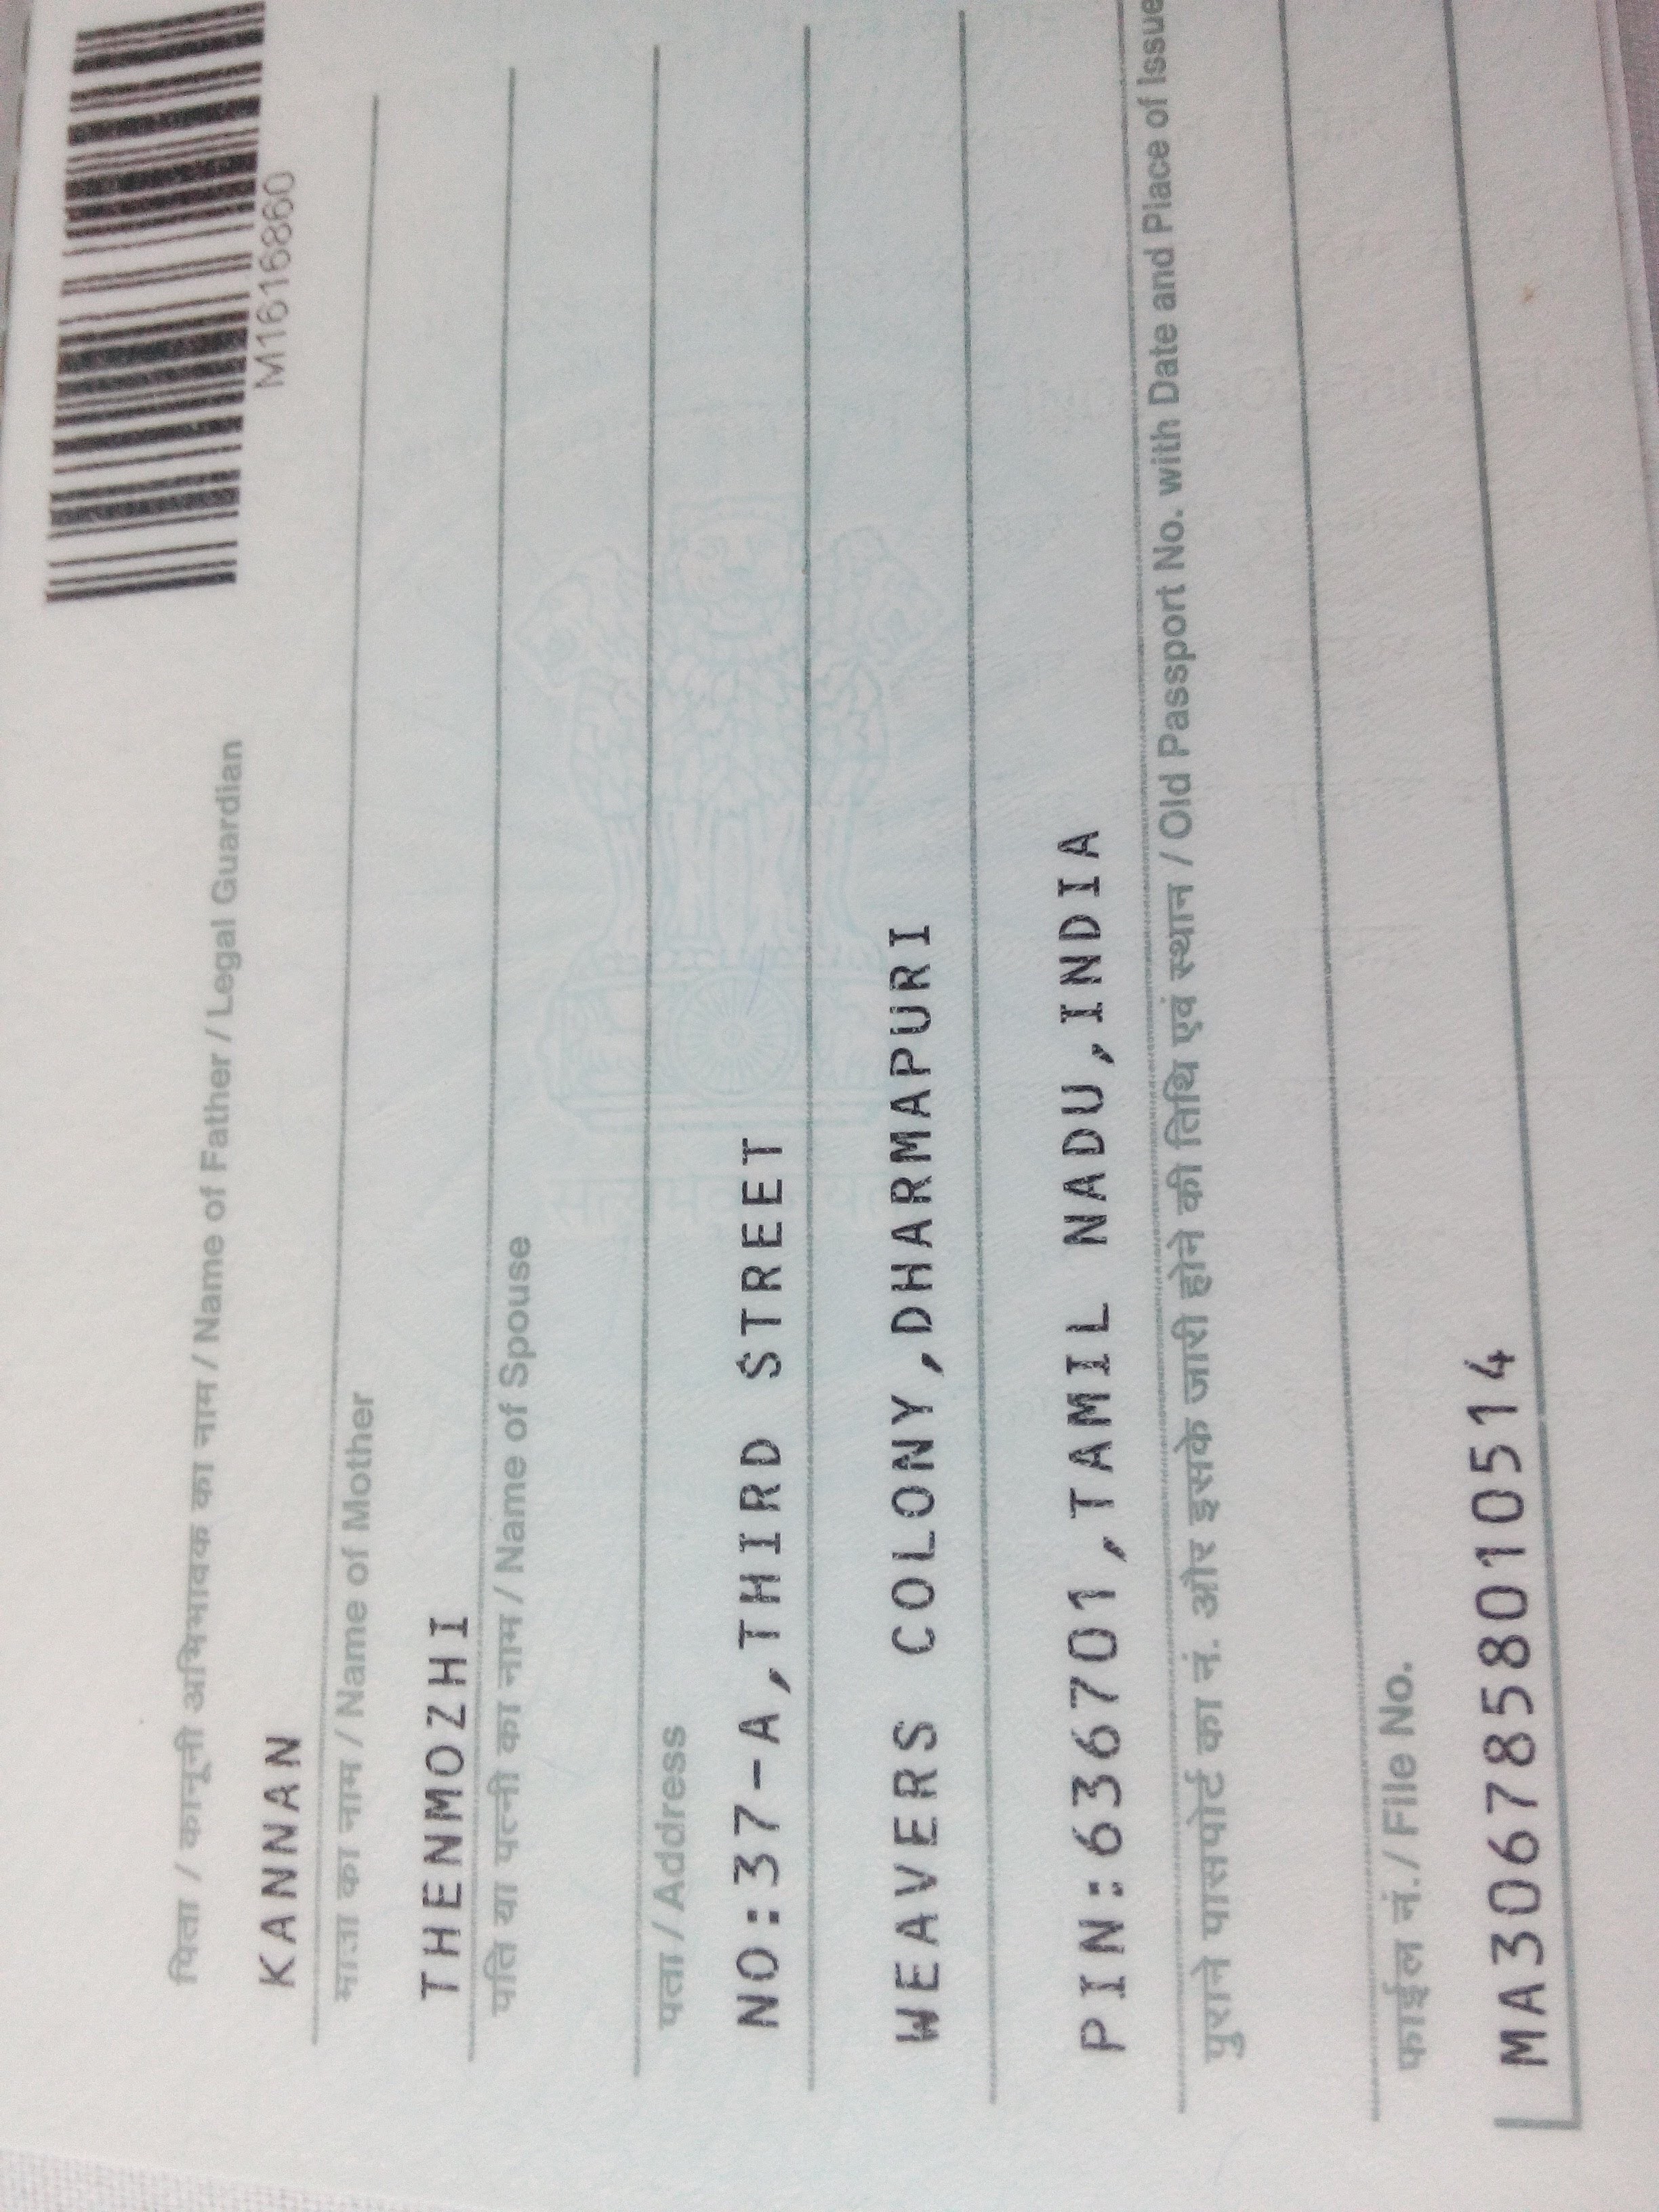 M1616860
पिता / कानूनी अभिभावक का नाम / Name of Father / Legal Guardian
KANNAN
माता का नाम / Name of Mother
THENMOZHI
पति या पत्नी का नाम / Name of Spouse
पता / Address
NO:37-A,THIRD STREET
WEAVERS COLONY,DHARMAPURI
PIN:636701,TAMIL NADU,INDIA
पुराने पासपोर्ट का नं. और इसके जारी होने की तिथि एवं स्थान / Old Passport No. with Date and Place of Issue
फाईल नं. / File No.
MA3067858010514